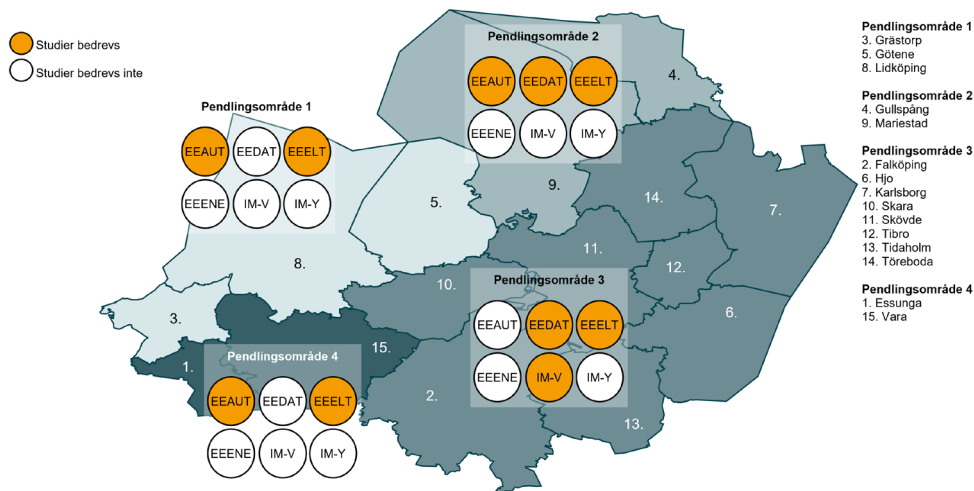 Studier bedrevs
Studier bedrevs inte
Pendlingsområde 1
EEAUT EEDAT EEELT
EEENE IM-V IM-Y
Pendlingsområde 2
EEAUT EEDAT EEELT
EEENE IM-V IM-Y
4.
5.
9.
14.
7.
8.
11.
12.
10.
3.
6.
Pendlingsområde 3
EEAUT EEDAT EEELT
EEENE IM-V IM-Y
15.
1.
2.
13.
Pendlingsområde 4
EEAUT EEDAT EEELT
EEENE IM-V IM-Y
Pendlingsområde 1
3. Grästorp
5. Götene
8. Lidköping
Pendlingsområde 2
4. Gullspång
9. Mariestad
Pendlingsområde 3
2. Falköping
6. Hjo
7. Karlsborg
10. Skara
11. Skövde
12. Tibro
13. Tidaholm
14. Töreboda
Pendlingsområde 4
1. Essunga
15. Vara